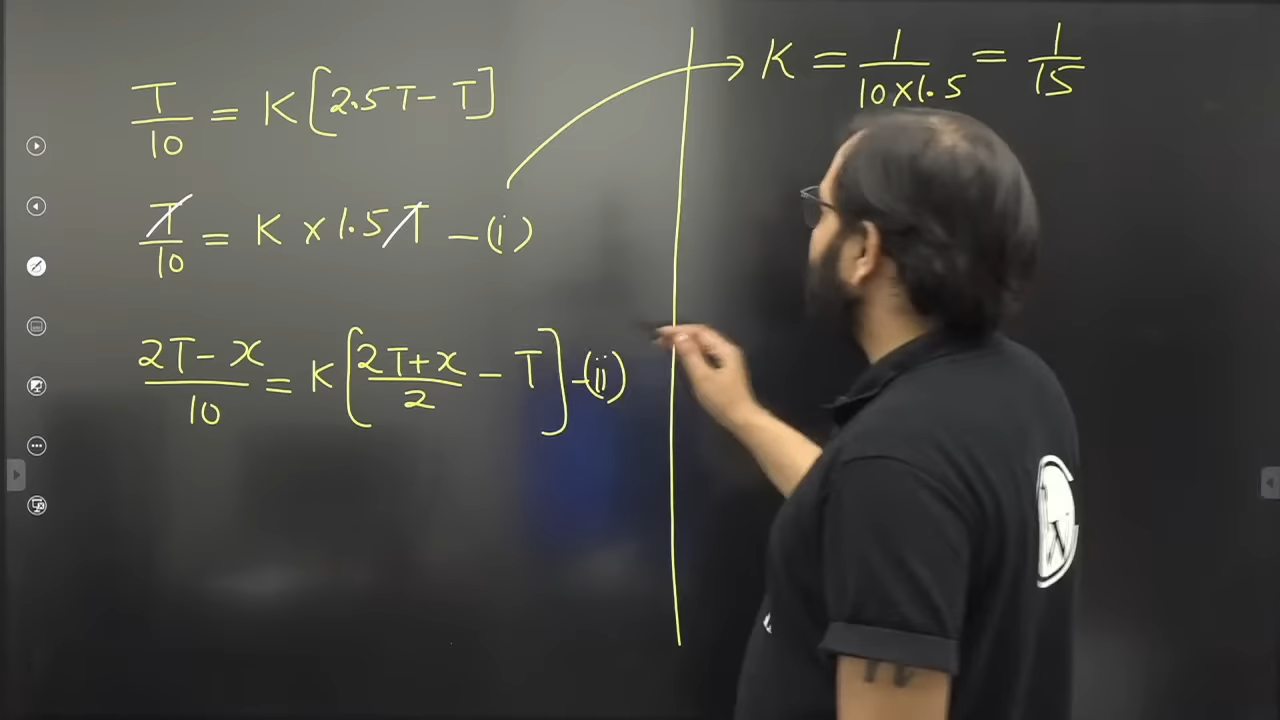 T/10 = K[2.5T - T]
T/10 = K × 1.5T - (i)
(2T - x)/10 = K[(2T + x)/2 - T] - (ii)
K = 1/(10×1.5) = 1/15